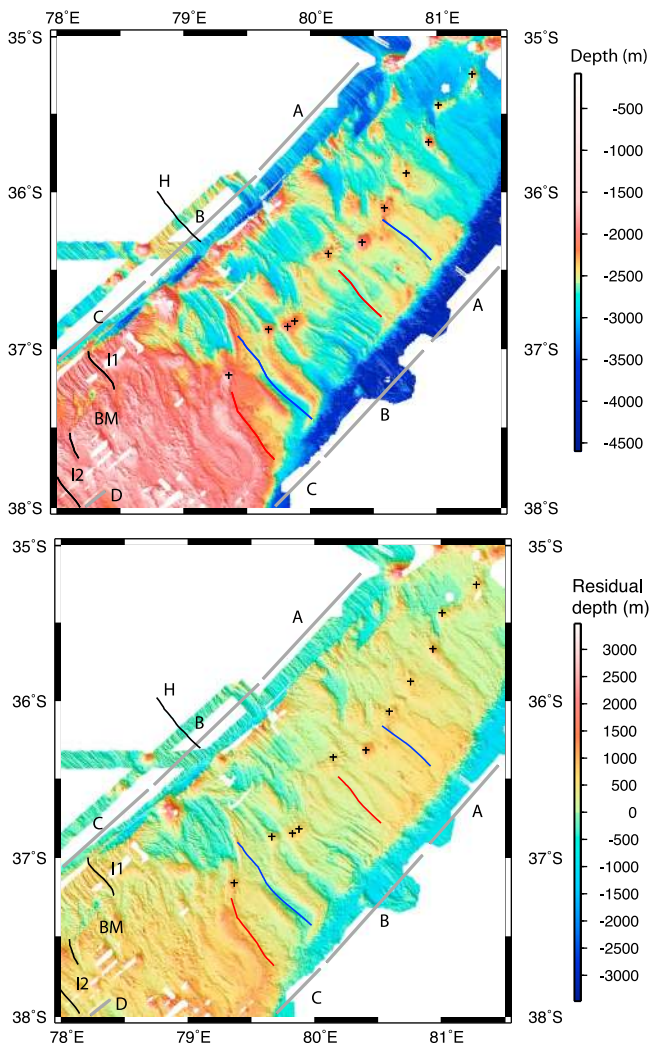 78˚E 79˚E 80˚E 81˚E
35˚S
36˚S
37˚S
38˚S
A
H
B
C
I1
BM
I2
D
A
B
C
35˚S
36˚S
37˚S
38˚S
Depth (m)
-500
-1000
-1500
-2000
-2500
-3000
-3500
-4000
-4500
35˚S
36˚S
37˚S
38˚S
A
H
B
C
I1
BM
I2
D
A
B
C
35˚S
36˚S
37˚S
38˚S
78˚E 79˚E 80˚E 81˚E
Residual
depth (m)
3000
2500
2000
1500
1000
500
0
-500
-1000
-1500
-2000
-2500
-3000